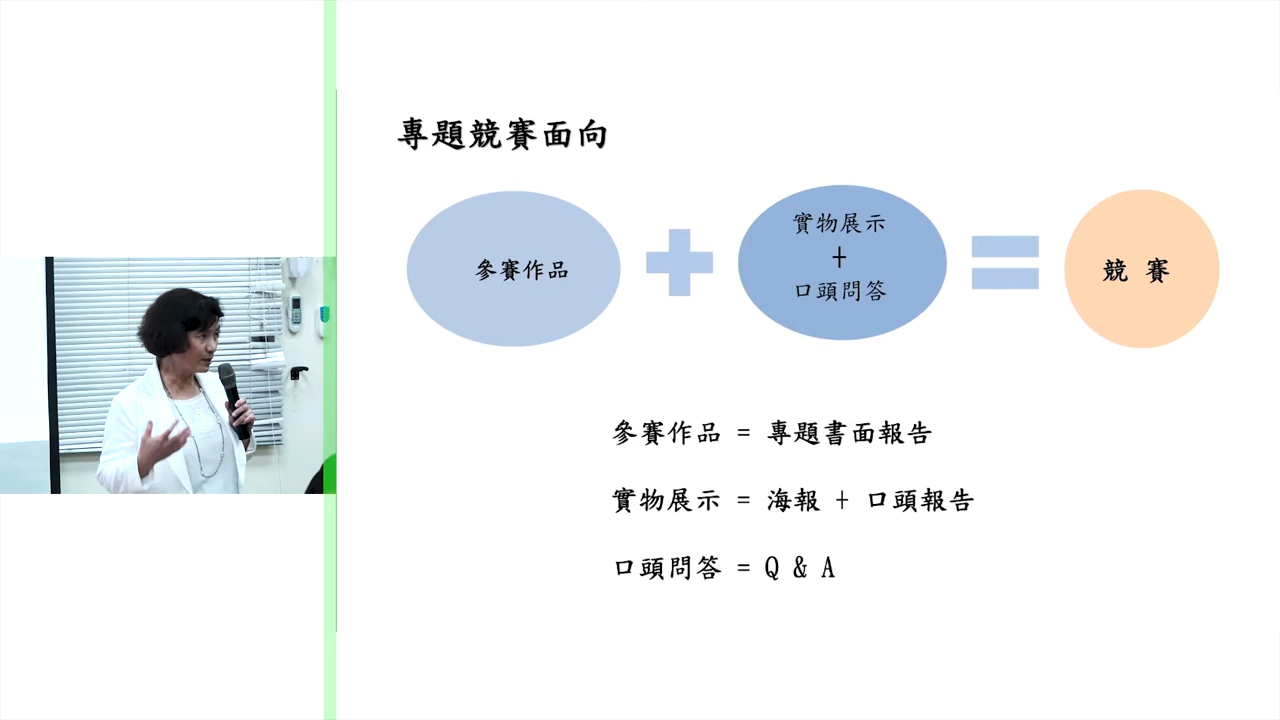 專題競賽面向
參賽作品
實物展示
+
口頭問答
競 賽
參賽作品 = 專題書面報告
實物展示 = 海報 + 口頭報告
口頭問答 = Q & A